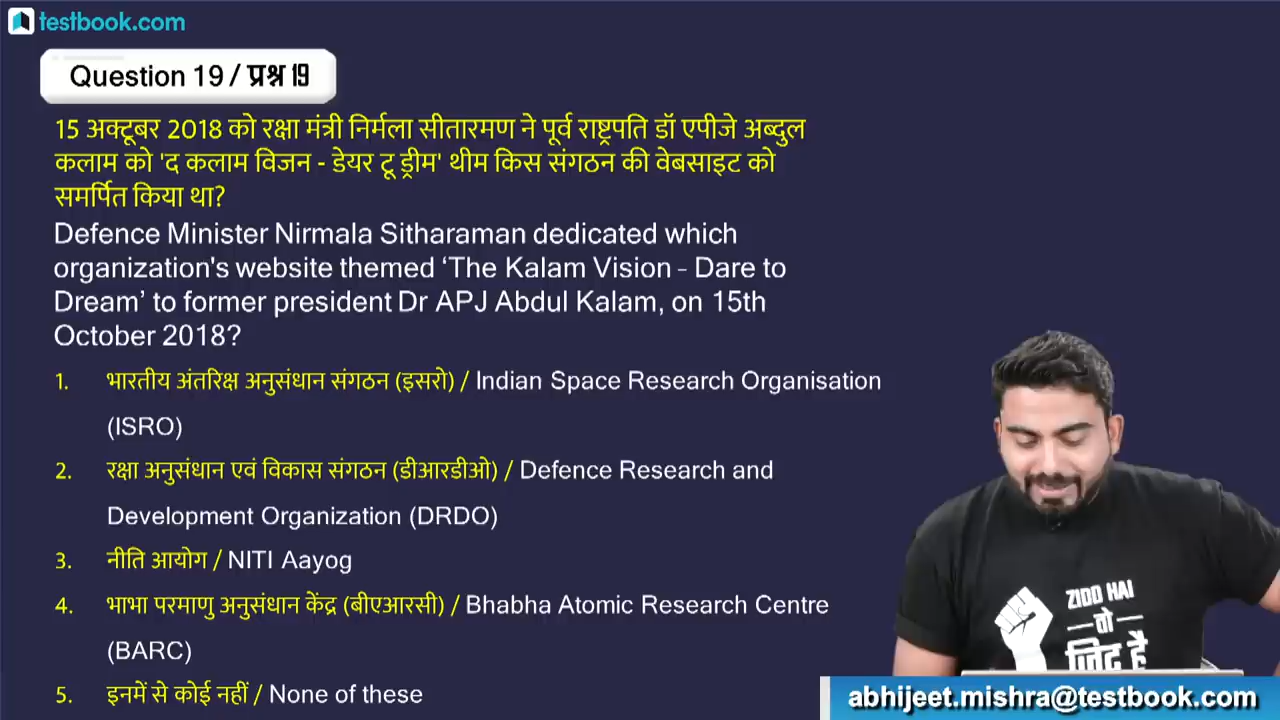 testbook.com
Question 19 / प्रश्न 19
15 अक्टूबर 2018 को रक्षा मंत्री निर्मला सीतारमण ने पूर्व राष्ट्रपति डॉ एपीजे अब्दुल
कलाम को 'द कलाम विजन - डेयर टू ड्रीम' थीम किस संगठन की वेबसाइट को
समर्पित किया था?
Defence Minister Nirmala Sitharaman dedicated which
organization's website themed ‘The Kalam Vision – Dare to
Dream’ to former president Dr APJ Abdul Kalam, on 15th
October 2018?
1. भारतीय अंतरिक्ष अनुसंधान संगठन (इसरो) / Indian Space Research Organisation
(ISRO)
2. रक्षा अनुसंधान एवं विकास संगठन (डीआरडीओ) / Defence Research and
Development Organization (DRDO)
3. नीति आयोग / NITI Aayog
4. भाभा परमाणु अनुसंधान केंद्र (बीएआरसी) / Bhabha Atomic Research Centre
(BARC)
5. इनमें से कोई नहीं / None of these
ZIDD HAI
तो
ज़िद है
abhijeet.mishra@testbook.com